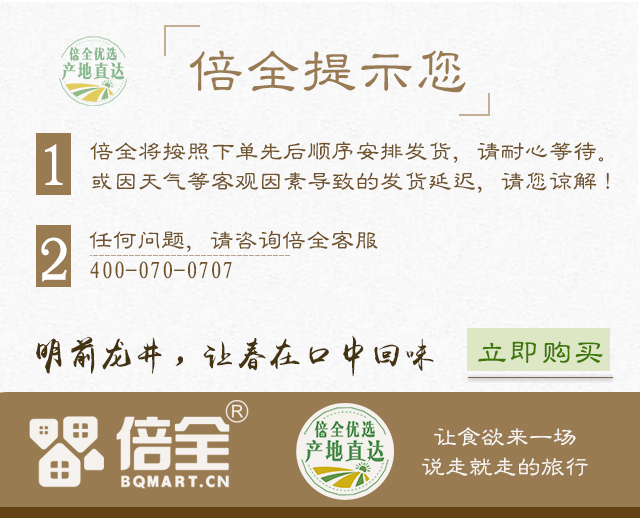 倍全优选
产地直达
倍全提示您
1
倍全将按照下单先后顺序安排发货，请耐心等待。
或因天气等客观因素导致的发货延迟，请您谅解！
2
任何问题，请咨询倍全客服
400-070-0707
明前龙井，让春在口中回味
立即购买
倍全®
BQMART.CN
倍全优选
产地直达
让食欲来一场
说走就走的旅行